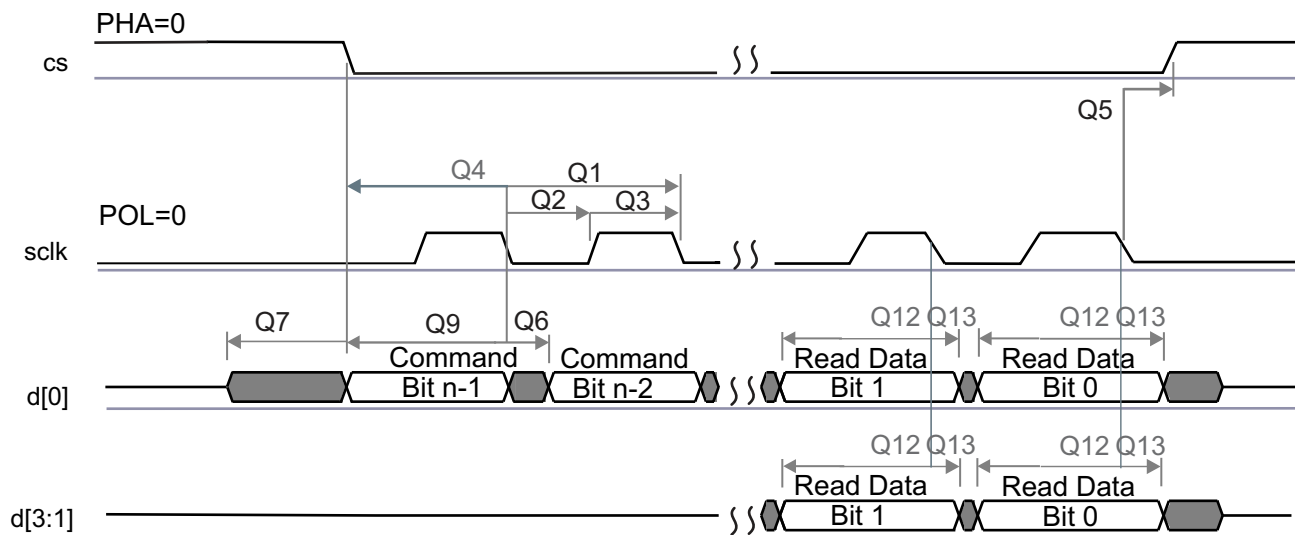 PHA=0
cs
Q5
Q4 Q1
Q2 Q3
POL=0
sclk
Q7 Q9 Q6 Q12 Q13 Q12 Q13
Command Command Read Data Read Data
d[0] Bit n-1 Bit n-2 Bit 1 Bit 0
Q12 Q13 Q12 Q13
Read Data Read Data
d[3:1] Bit 1 Bit 0